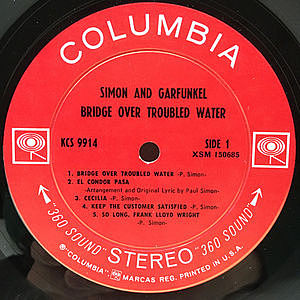 COLUMBIA
SIMON AND GARFUNKEL
BRIDGE OVER TROUBLED WATER
KCS 9914
SIDE 1
XSM 150685
1. BRIDGE OVER TROUBLED WATER -P. Simon-
2. EL CONDOR PASA
-Arrangement and Original Lyric by Paul Simon-
3. CECILIA -P. Simon-
4. KEEP THE CUSTOMER SATISFIED -P. Simon-
5. SO LONG, FRANK LLOYD WRIGHT
-P. Simon-
"360 SOUND" STEREO "360 SOUND"
® "COLUMBIA", MARCAS REG. PRINTED IN U.S.A.